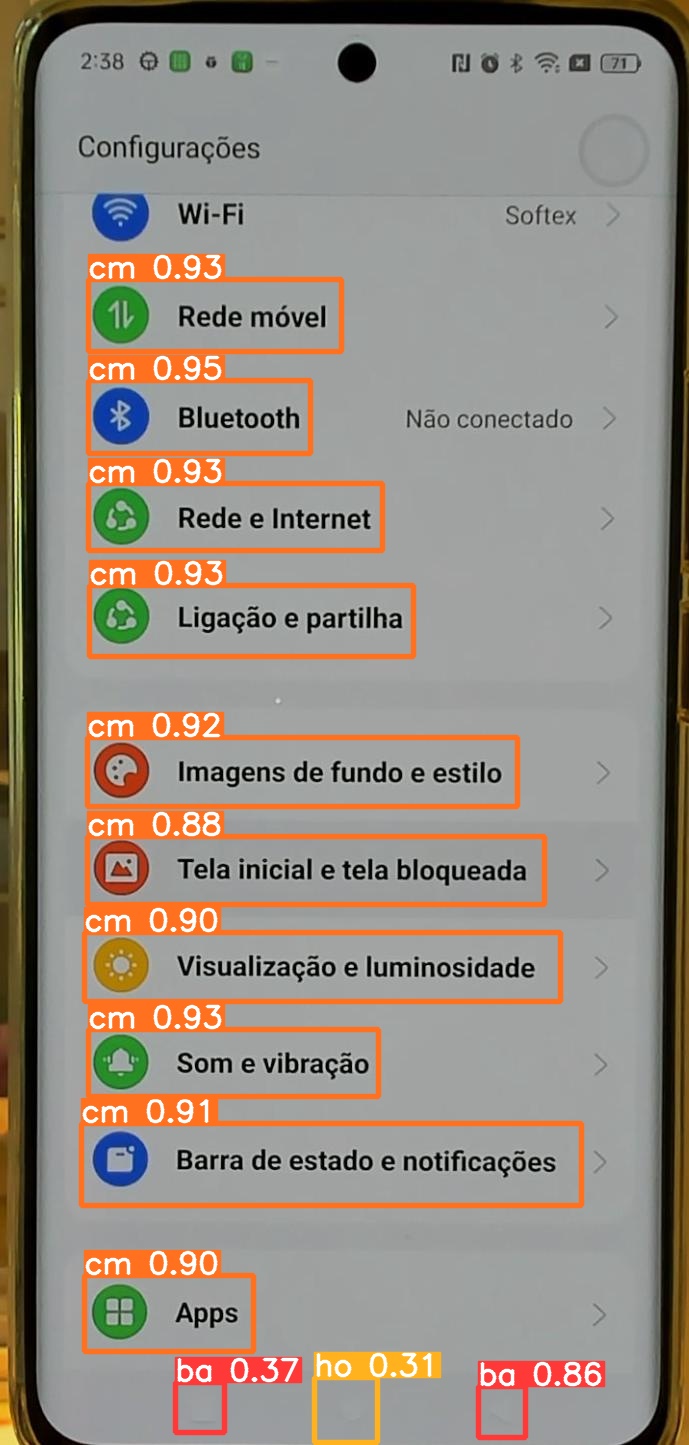 2:38 71
Configurações
Wi-Fi Softex
cm 0.93
Rede móvel
cm 0.95
Bluetooth Não conectado
cm 0.93
Rede e Internet
cm 0.93
Ligação e partilha
cm 0.92
Imagens de fundo e estilo
cm 0.88
Tela inicial e tela bloqueada
cm 0.90
Visualização e luminosidade
cm 0.93
Som e vibração
cm 0.91
Barra de estado e notificações
cm 0.90
Apps
ba 0.37 ho 0.31 ba 0.86